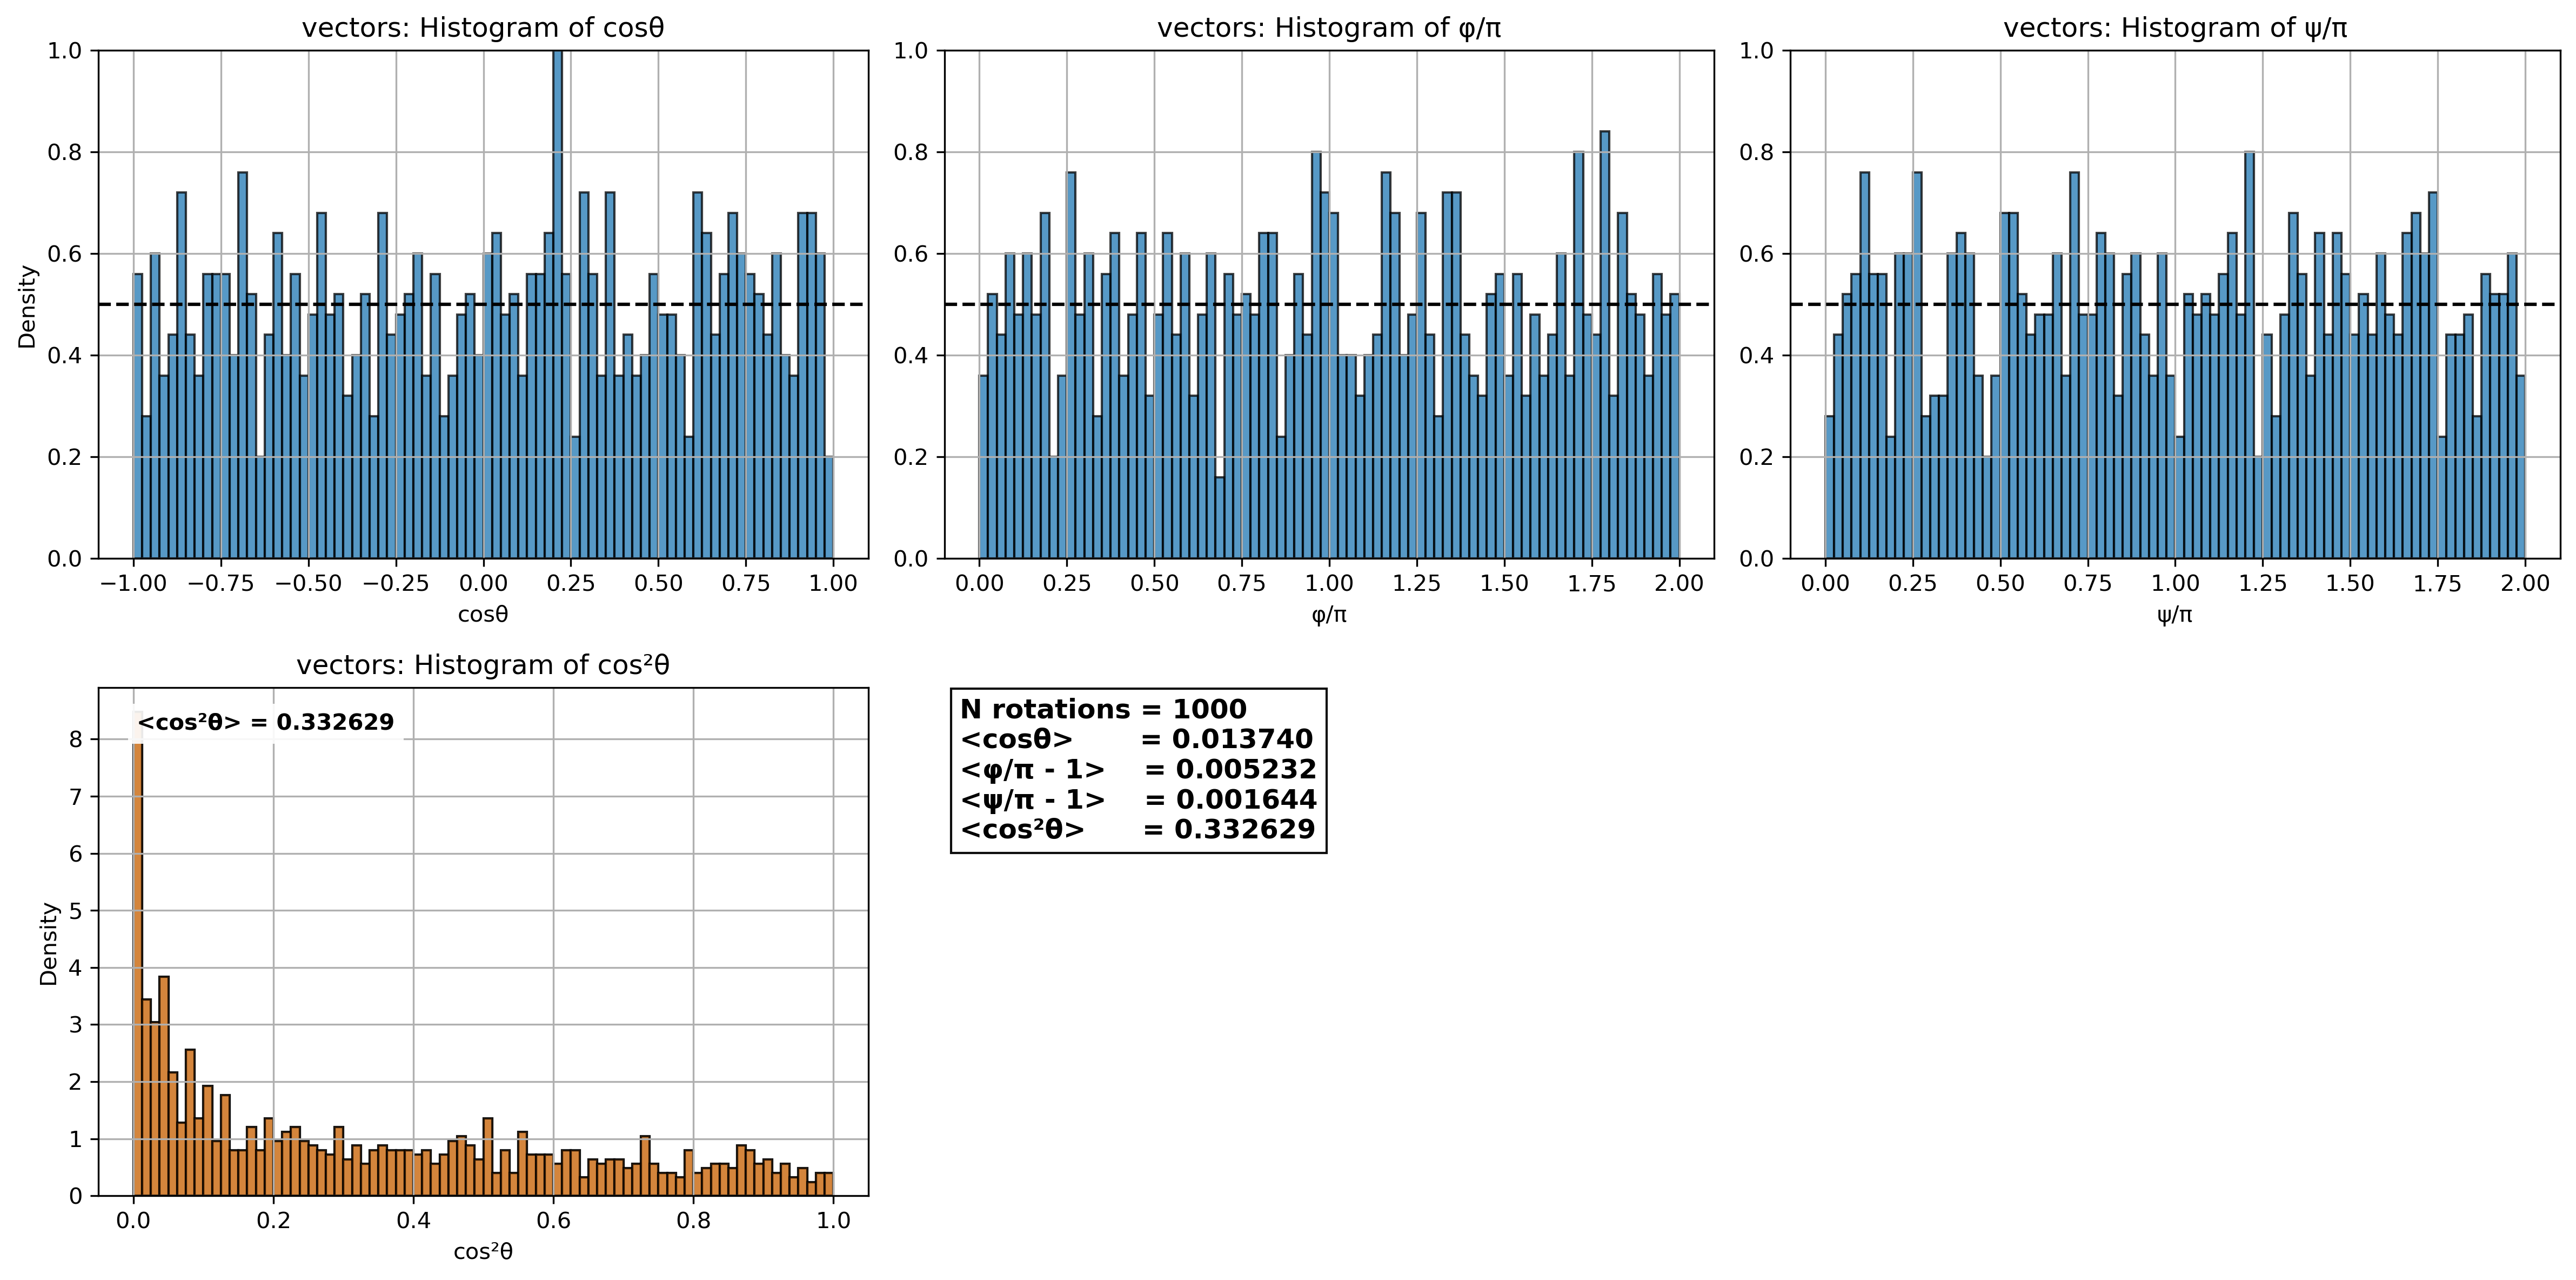 vectors: Histogram of cosθ
1.0
0.8
0.6
0.4
0.2
0.0
Density
−1.00 −0.75 −0.50 −0.25 0.00 0.25 0.50 0.75 1.00
cosθ
vectors: Histogram of φ/π
1.0
0.8
0.6
0.4
0.2
0.0
0.00 0.25 0.50 0.75 1.00 1.25 1.50 1.75 2.00
φ/π
vectors: Histogram of ψ/π
1.0
0.8
0.6
0.4
0.2
0.0
0.00 0.25 0.50 0.75 1.00 1.25 1.50 1.75 2.00
ψ/π
vectors: Histogram of cos²θ
<cos²θ> = 0.332629
8
7
6
5
4
3
2
1
0
Density
0.0 0.2 0.4 0.6 0.8 1.0
cos²θ
N rotations = 1000
<cosθ> = 0.013740
<φ/π - 1> = 0.005232
<ψ/π - 1> = 0.001644
<cos²θ> = 0.332629